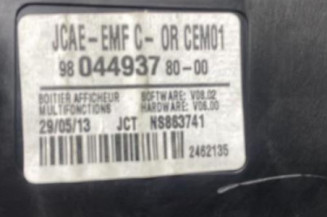 JCAE-EMF C-OR CEM01
98 044937 80-00
BOITIER AFFICHEUR SOFTWARE: V08.02
MULTIFONCTIONS HARDWARE: V06.00
29/05/13 JCT NS863741
2462135